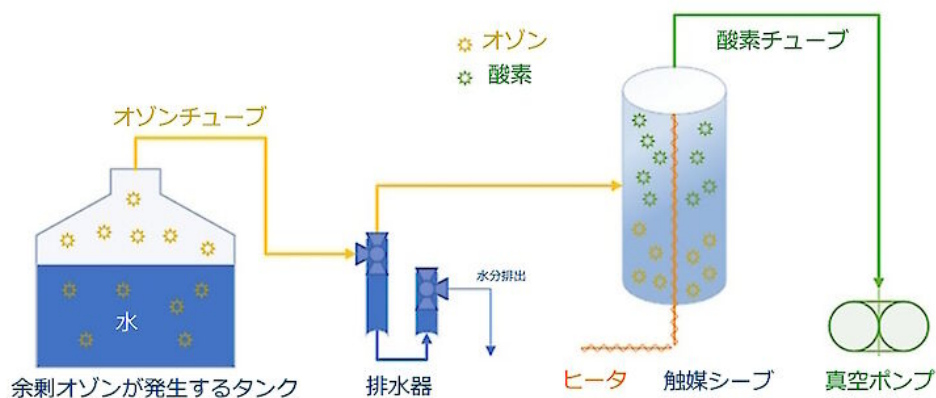 オゾン
酸素
酸素チューブ
オゾンチューブ
水分排出
水
余剰オゾンが発生するタンク
排水器
ヒータ
触媒シーブ
真空ポンプ